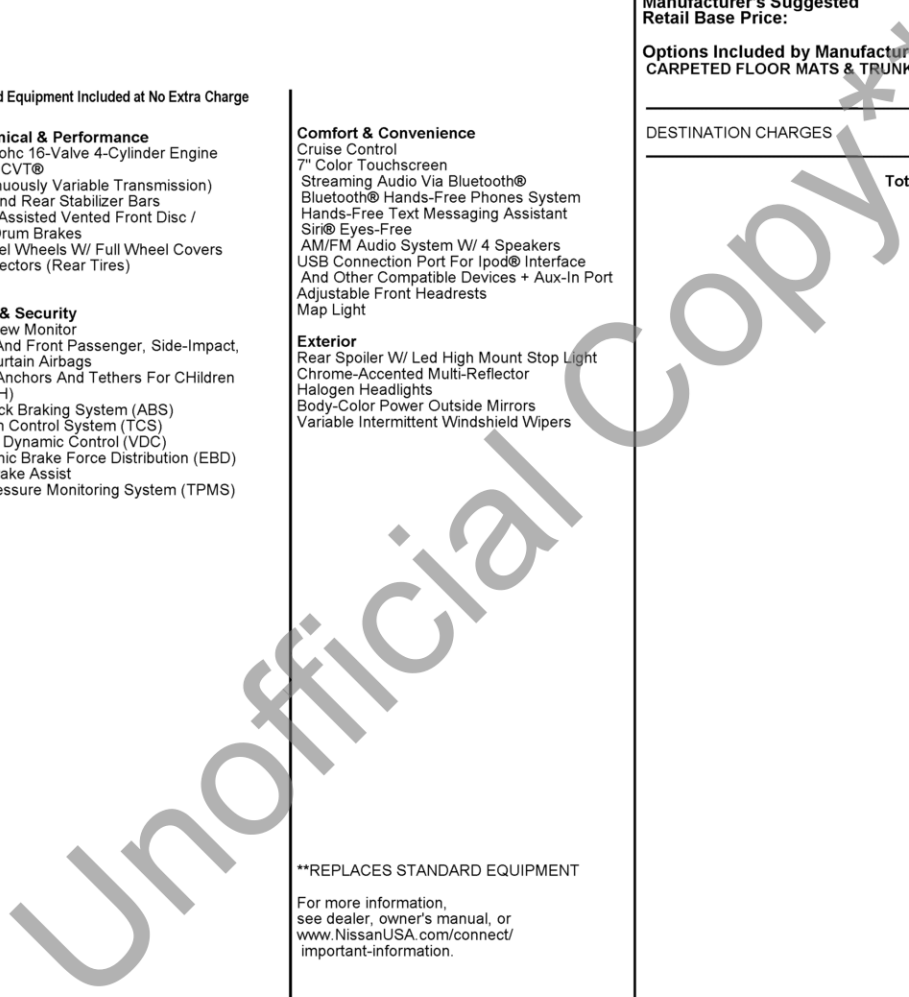 d Equipment Included at No Extra Charge
nical & Performance
ohc 16-Valve 4-Cylinder Engine
CVT®
nuously Variable Transmission)
nd Rear Stabilizer Bars
Assisted Vented Front Disc /
Drum Brakes
el Wheels W/ Full Wheel Covers
ectors (Rear Tires)
& Security
ew Monitor
And Front Passenger, Side-Impact,
urtain Airbags
Anchors And Tethers For CHildren
H)
ck Braking System (ABS)
n Control System (TCS)
Dynamic Control (VDC)
nic Brake Force Distribution (EBD)
ake Assist
essure Monitoring System (TPMS)
Comfort & Convenience
Cruise Control
7" Color Touchscreen
Streaming Audio Via Bluetooth®
Bluetooth® Hands-Free Phones System
Hands-Free Text Messaging Assistant
Siri® Eyes-Free
AM/FM Audio System W/ 4 Speakers
USB Connection Port For Ipod® Interface
And Other Compatible Devices + Aux-In Port
Adjustable Front Headrests
Map Light
Exterior
Rear Spoiler W/ Led High Mount Stop Light
Chrome-Accented Multi-Reflector
Halogen Headlights
Body-Color Power Outside Mirrors
Variable Intermittent Windshield Wipers
**REPLACES STANDARD EQUIPMENT
For more information,
see dealer, owner's manual, or
www.NissanUSA.com/connect/
important-information.
Manufacturer's Suggested
Retail Base Price:
Options Included by Manufactur
CARPETED FLOOR MATS & TRUNK
DESTINATION CHARGES
Tot
Unofficial Copy**